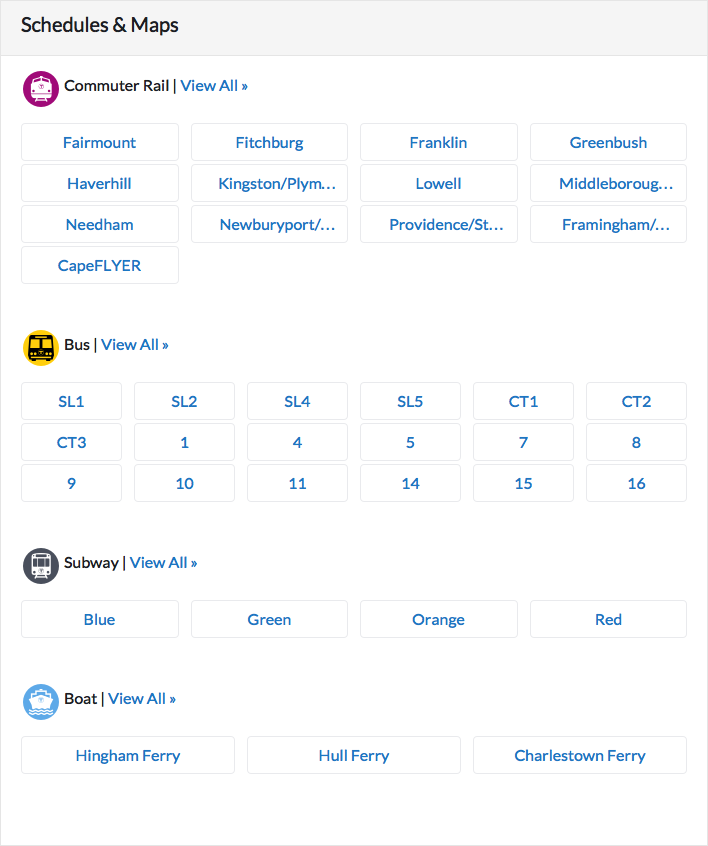 Schedules & Maps
Commuter Rail | View All »
Fairmount Fitchburg Franklin Greenbush
Haverhill Kingston/Plym... Lowell Middleboroug...
Needham Newburyport/... Providence/St... Framingham/...
CapeFLYER
Bus | View All »
SL1 SL2 SL4 SL5 CT1 CT2
CT3 1 4 5 7 8
9 10 11 14 15 16
Subway | View All »
Blue Green Orange Red
Boat | View All »
Hingham Ferry Hull Ferry Charlestown Ferry